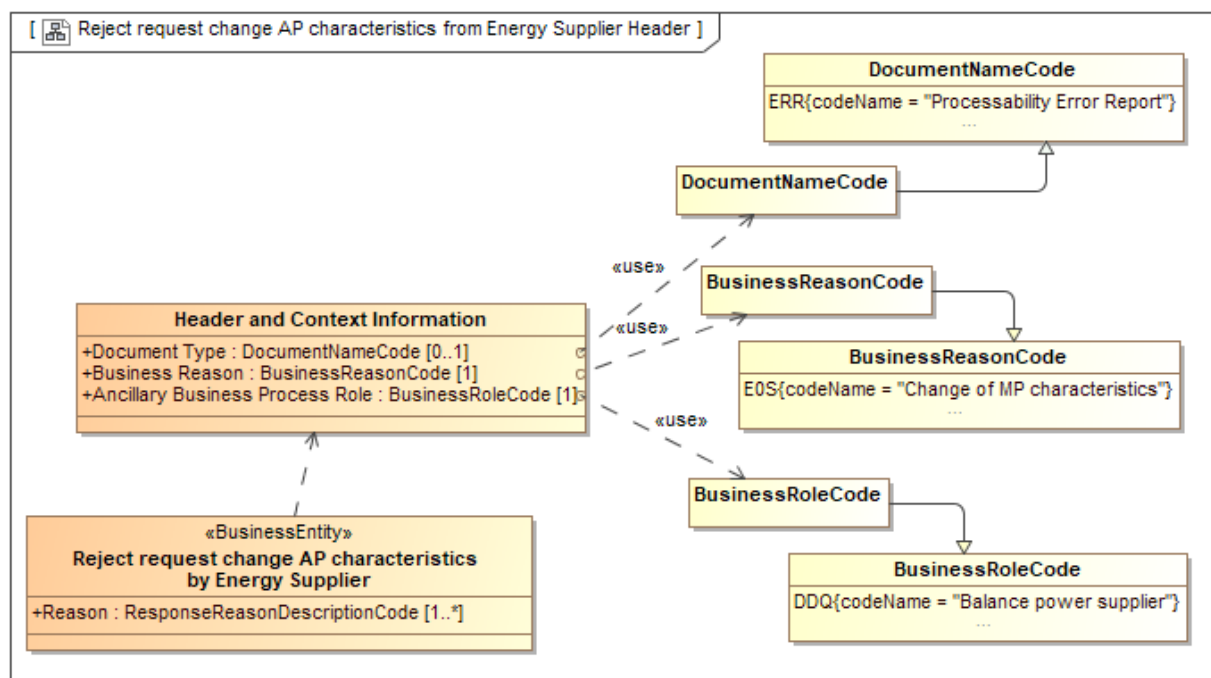 [ Reject request change AP characteristics from Energy Supplier Header ]
DocumentNameCode
ERR{codeName = "Processability Error Report"}
...
DocumentNameCode
«use»
BusinessReasonCode
«use»
Header and Context Information
+Document Type : DocumentNameCode [0..1]
+Business Reason : BusinessReasonCode [1]
+Ancillary Business Process Role : BusinessRoleCode [1]
BusinessReasonCode
E0S{codeName = "Change of MP characteristics"}
...
«use»
BusinessRoleCode
«BusinessEntity»
Reject request change AP characteristics
by Energy Supplier
+Reason : ResponseReasonDescriptionCode [1..*]
BusinessRoleCode
DDQ{codeName = "Balance power supplier"}
...